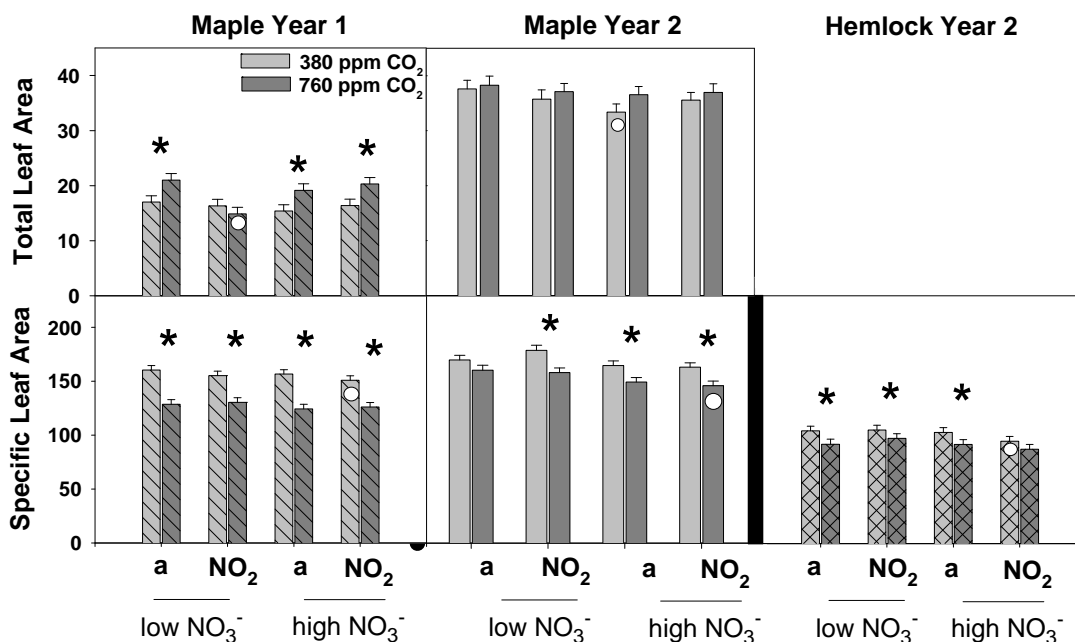 Maple Year 1 Maple Year 2 Hemlock Year 2
380 ppm CO₂
760 ppm CO₂
Total Leaf Area
40
30
20
10
0
* * *
Specific Leaf Area
200
150
100
50
0
* * * *
* * *
* * *
a NO₂ a NO₂ a NO₂ a NO₂ a NO₂ a NO₂
low NO₃⁻ high NO₃⁻ low NO₃⁻ high NO₃⁻ low NO₃⁻ high NO₃⁻